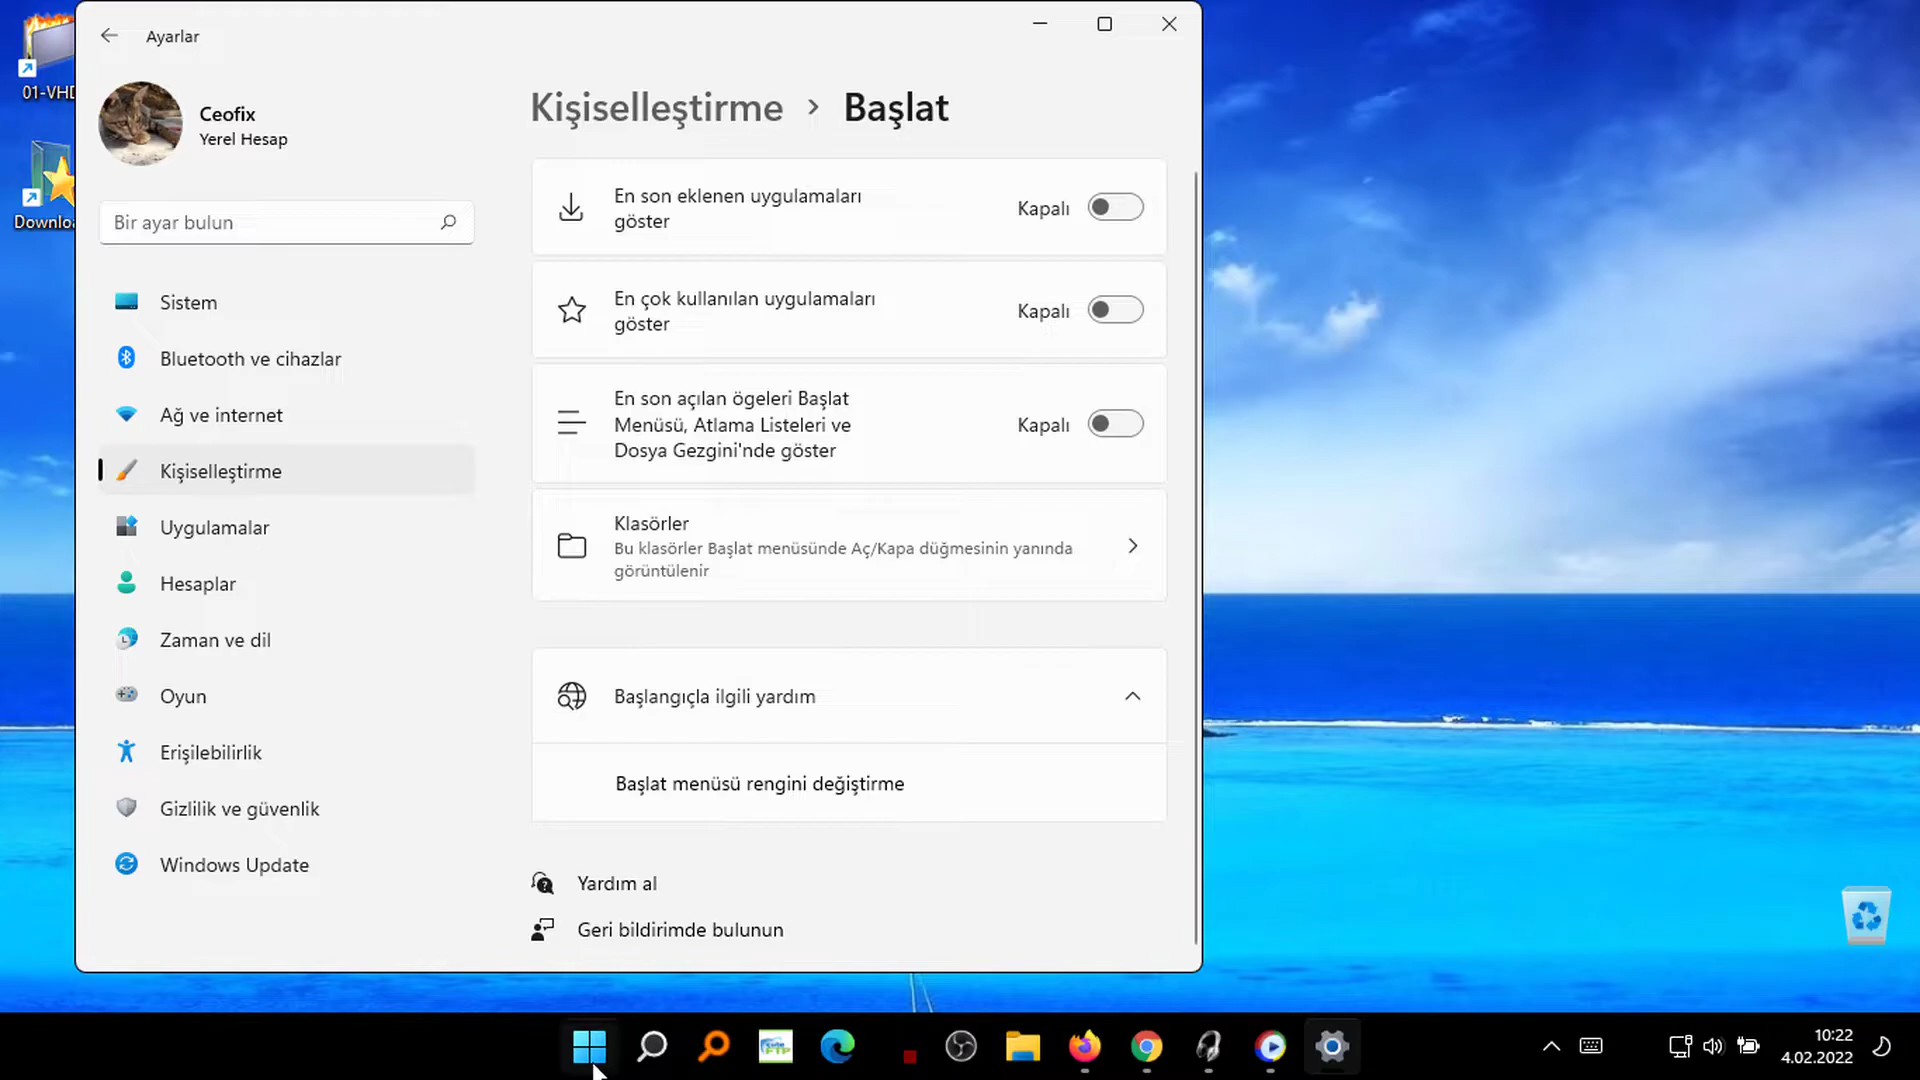 01-VHD
Downlo
Ayarlar
Ceofix
Yerel Hesap
Bir ayar bulun
Sistem
Bluetooth ve cihazlar
Ağ ve internet
Kişiselleştirme
Uygulamalar
Hesaplar
Zaman ve dil
Oyun
Erişilebilirlik
Gizlilik ve güvenlik
Windows Update
Kişiselleştirme > Başlat
En son eklenen uygulamaları
göster
Kapalı
En çok kullanılan uygulamaları
göster
Kapalı
En son açılan ögeleri Başlat
Menüsü, Atlama Listeleri ve
Dosya Gezgini'nde göster
Kapalı
Klasörler
Bu klasörler Başlat menüsünde Aç/Kapa düğmesinin yanında
görüntülenir
Başlangıçla ilgili yardım
Başlat menüsü rengini değiştirme
Yardım al
Geri bildirimde bulunun
cute
FTP
10:22
4.02.2022